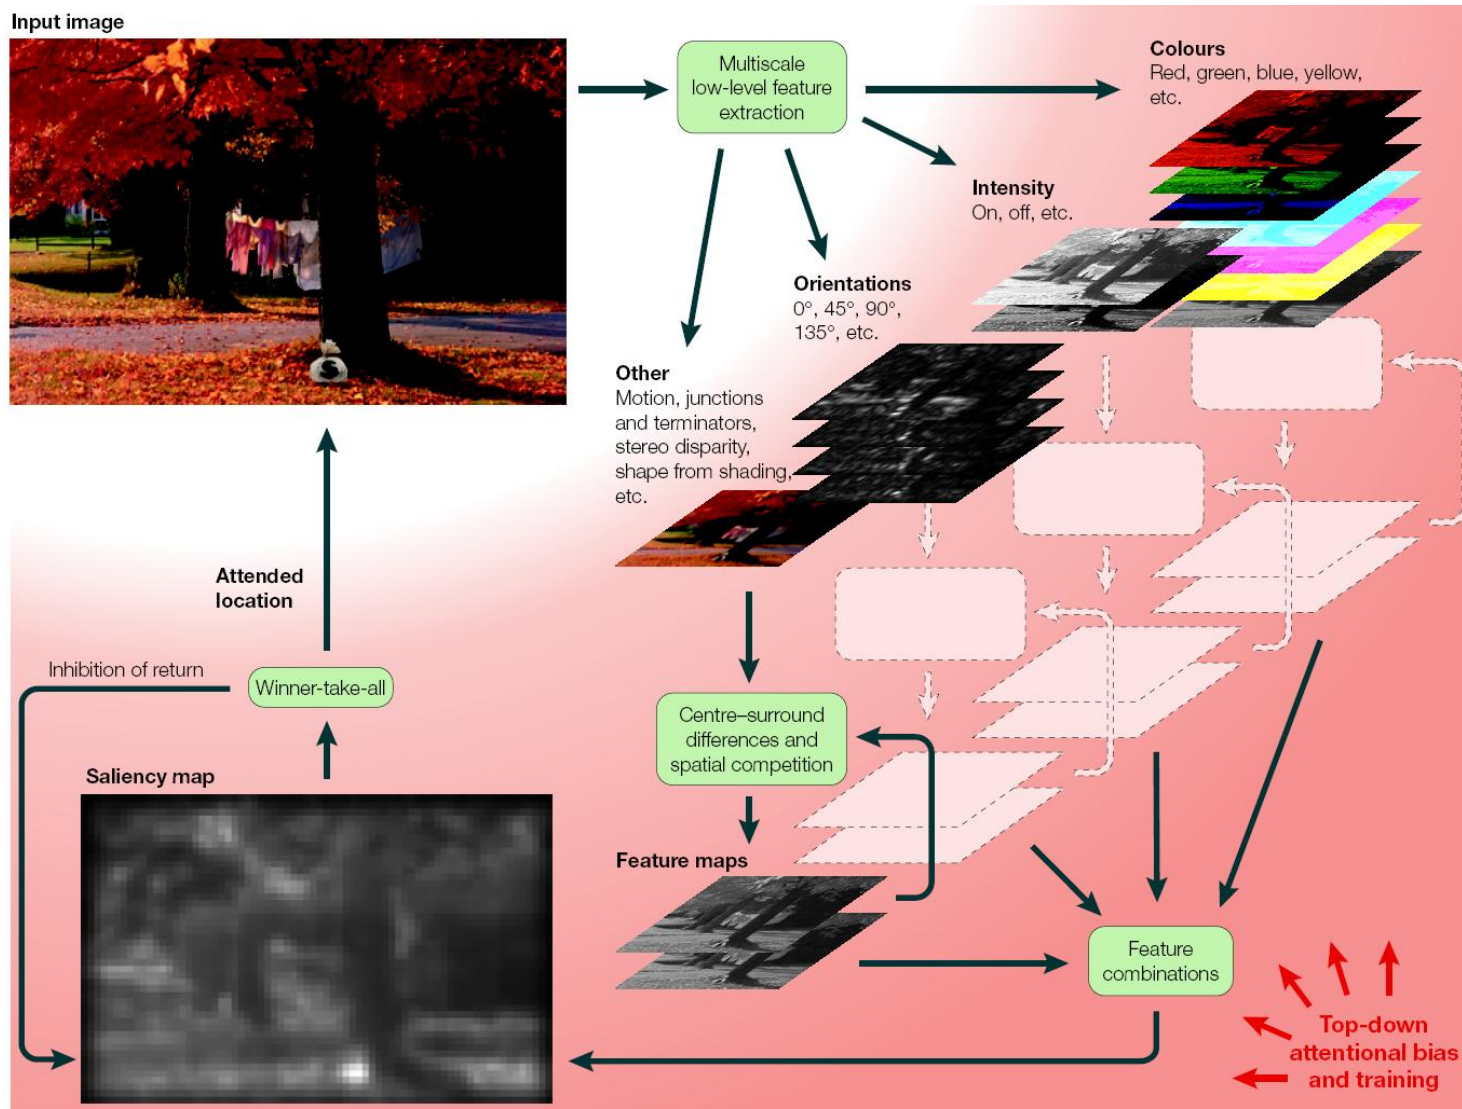 Input image
Multiscale
low-level feature
extraction
Colours
Red, green, blue, yellow,
etc.
Intensity
On, off, etc.
Orientations
0°, 45°, 90°,
135°, etc.
Other
Motion, junctions
and terminators,
stereo disparity,
shape from shading,
etc.
S
Attended
location
Inhibition of return
Winner-take-all
Centre–surround
differences and
spatial competition
Saliency map
Feature maps
Feature
combinations
Top-down
attentional bias
and training